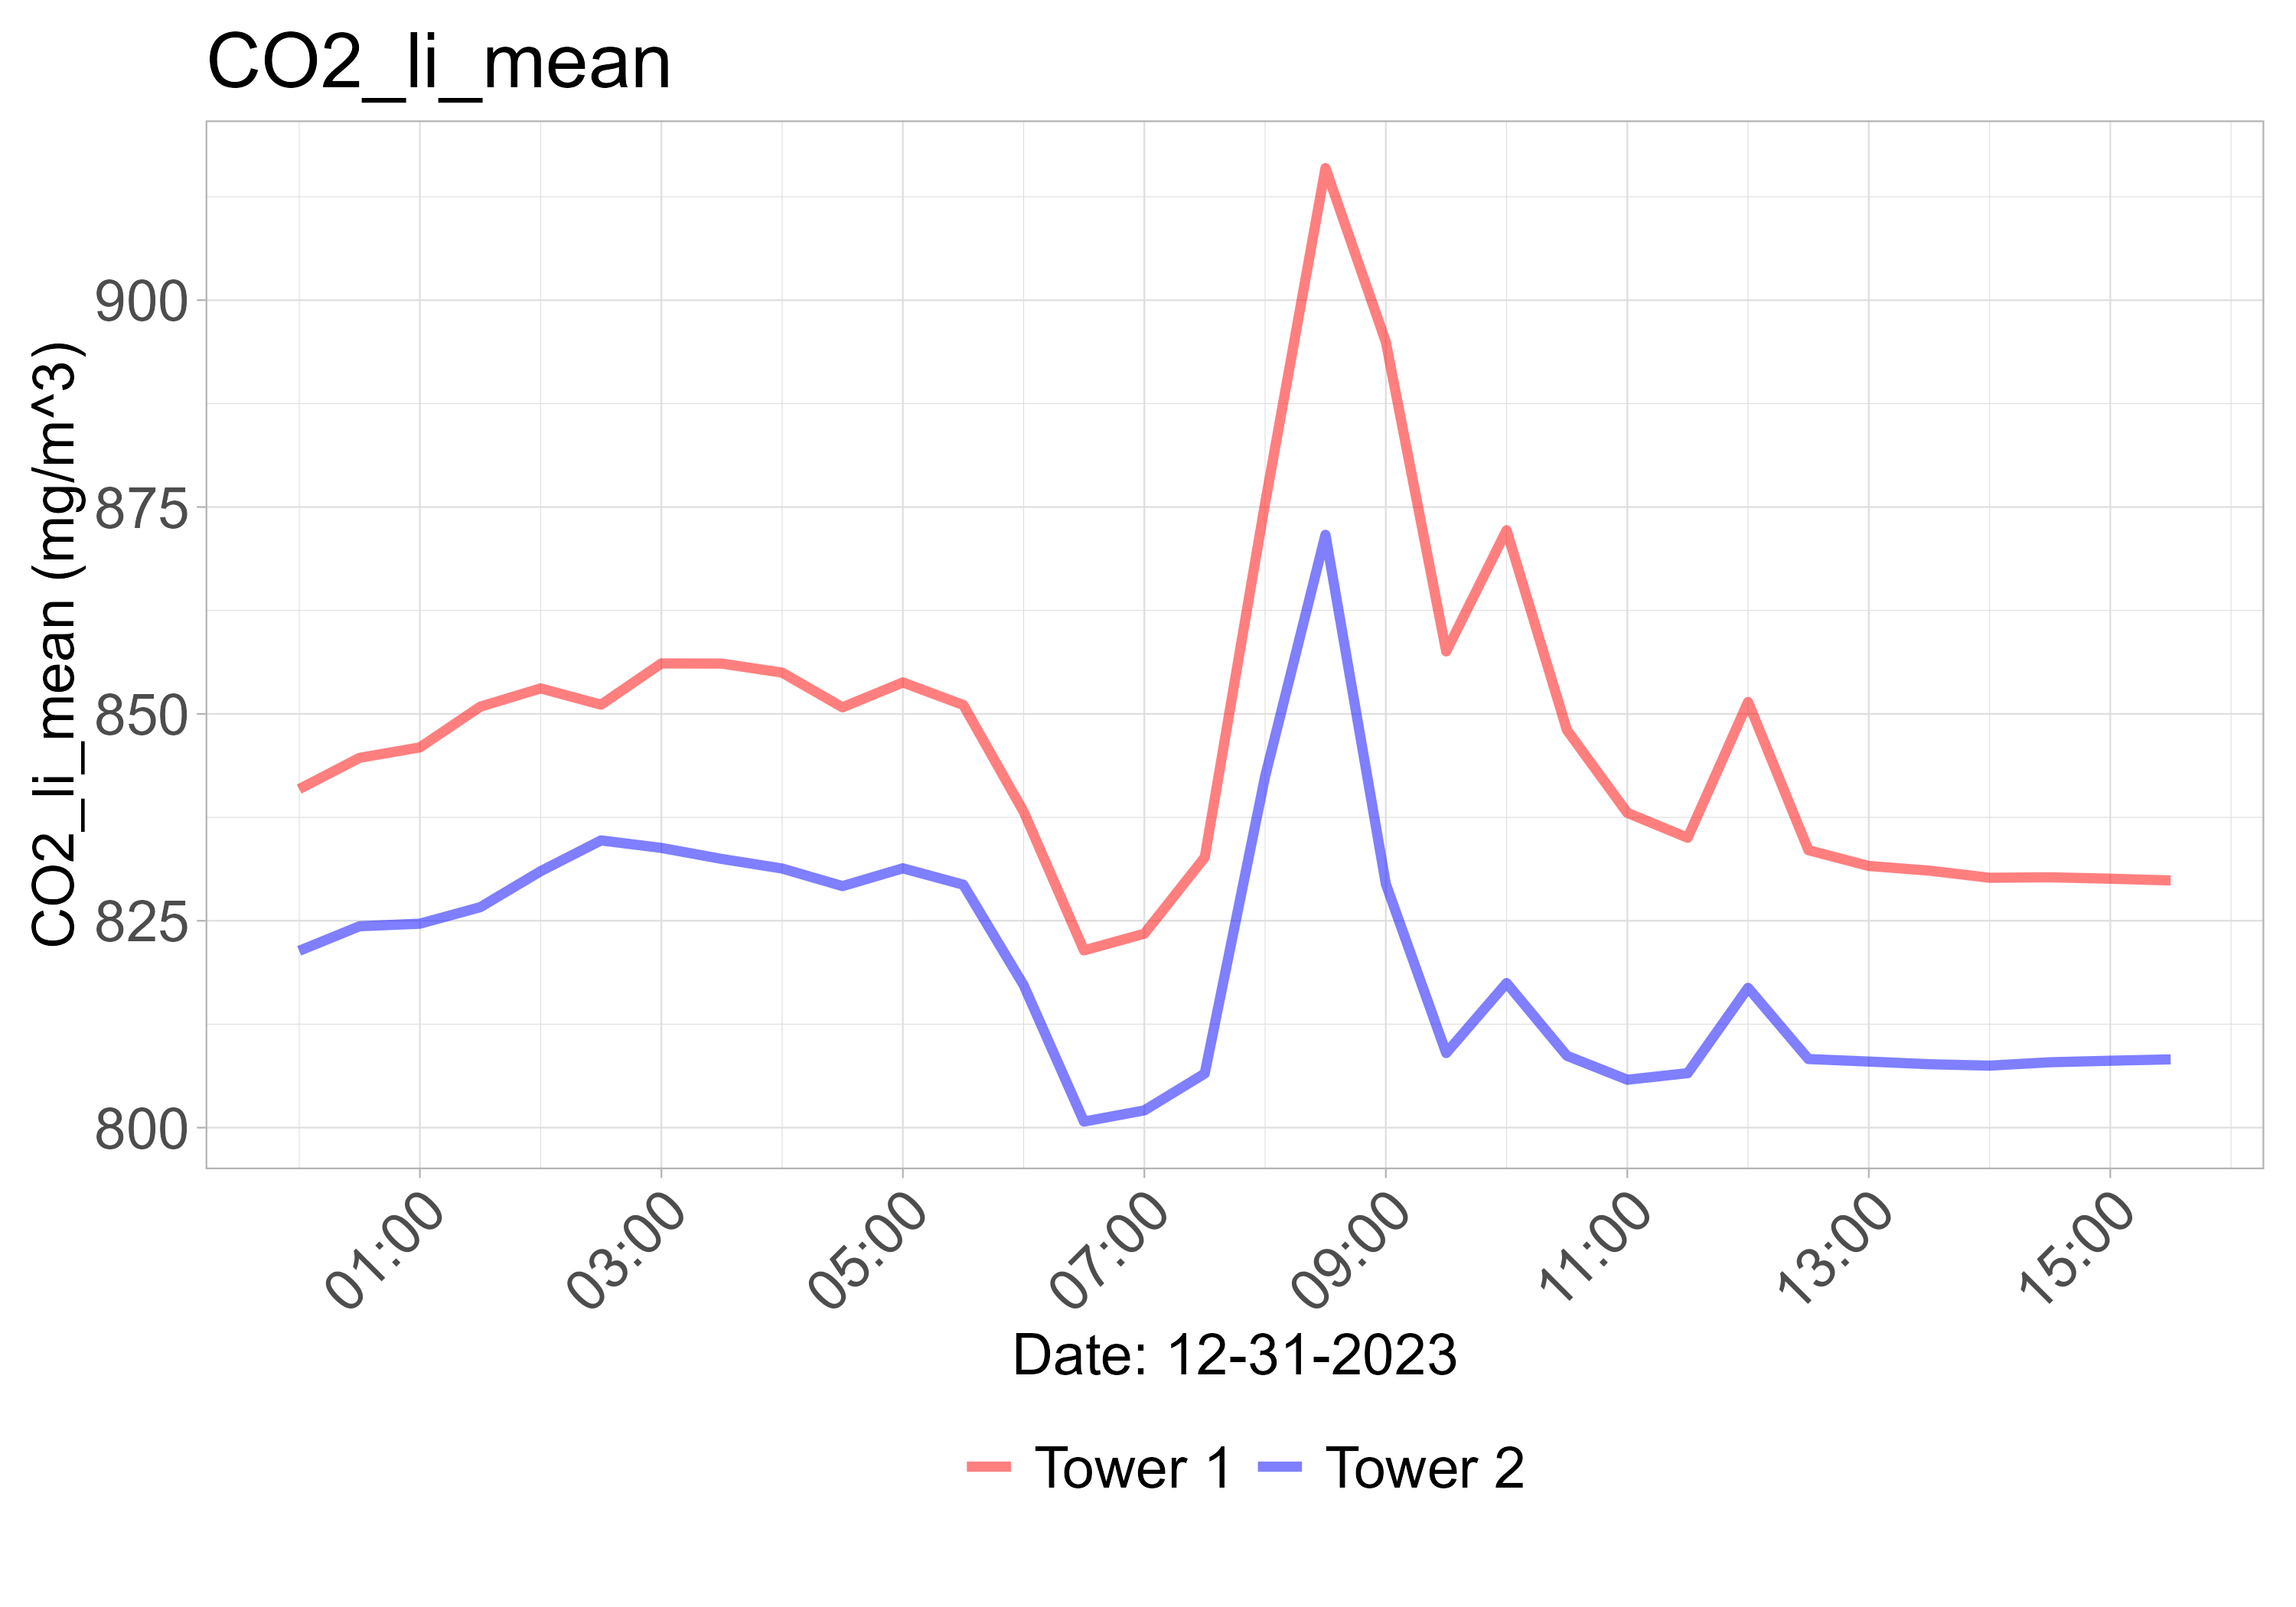 CO2_li_mean
CO2_li_mean (mg/m^3)
900
875
850
825
800
01:00
03:00
05:00
07:00
09:00
11:00
13:00
15:00
Date: 12-31-2023
Tower 1
Tower 2